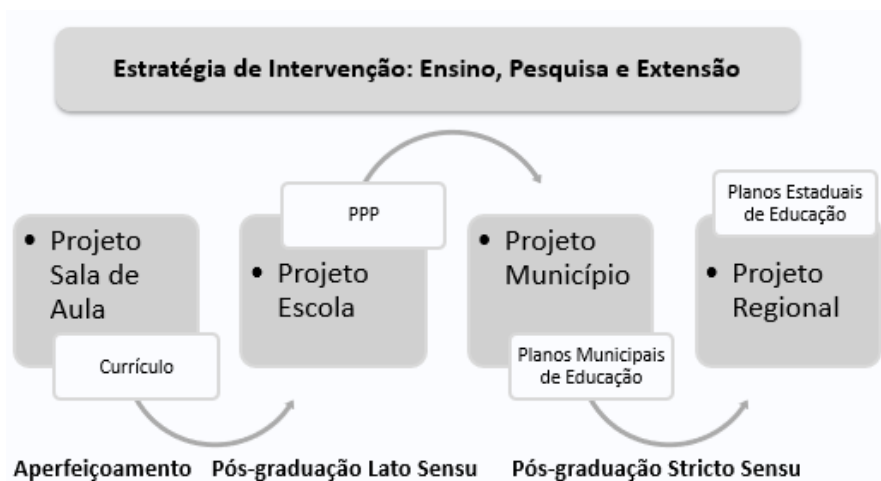 Estratégia de Intervenção: Ensino, Pesquisa e Extensão
• Projeto
Sala de
Aula
Currículo
PPP
• Projeto
Escola
• Projeto
Município
Planos Municipais
de Educação
Planos Estaduais
de Educação
• Projeto
Regional
Aperfeiçoamento
Pós-graduação Lato Sensu
Pós-graduação Stricto Sensu